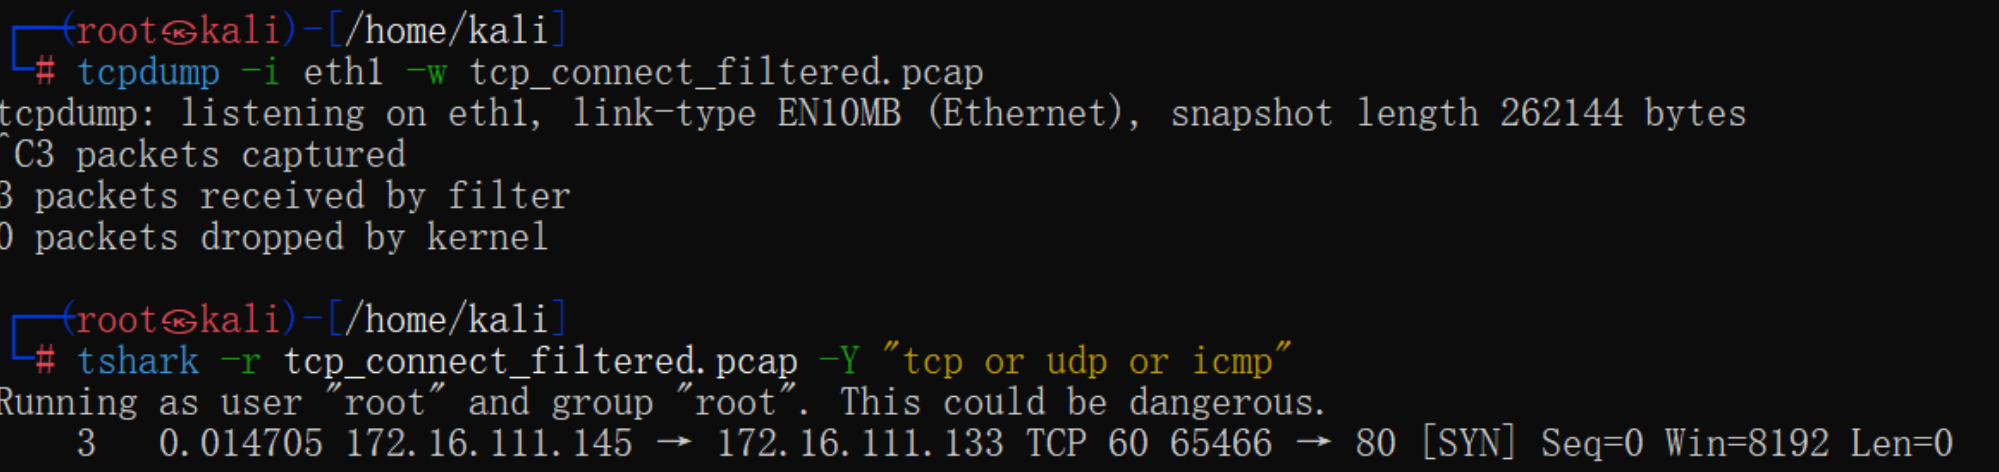 ┌──(root㉿kali)-[/home/kali]
└─# tcpdump -i eth1 -w tcp_connect_filtered.pcap
tcpdump: listening on eth1, link-type EN10MB (Ethernet), snapshot length 262144 bytes
^C3 packets captured
3 packets received by filter
0 packets dropped by kernel
┌──(root㉿kali)-[/home/kali]
└─# tshark -r tcp_connect_filtered.pcap -Y "tcp or udp or icmp"
Running as user "root" and group "root". This could be dangerous.
3 0.014705 172.16.111.145 → 172.16.111.133 TCP 60 65466 → 80 [SYN] Seq=0 Win=8192 Len=0